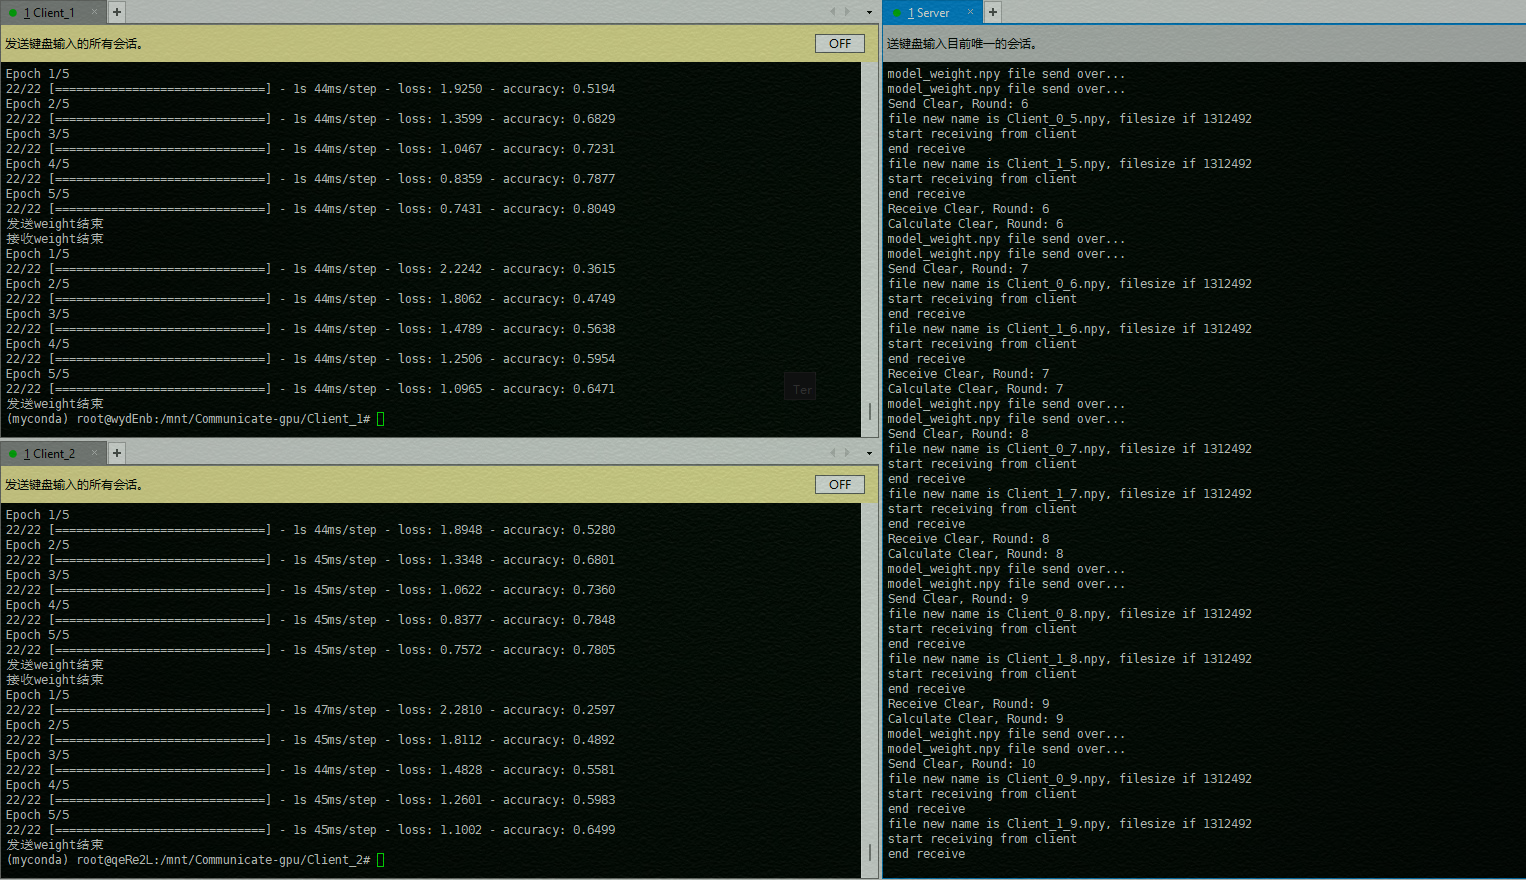 1 Client_1
发送键盘输入的所有会话。
OFF
Epoch 1/5
22/22 [==============================] - 1s 44ms/step - loss: 1.9250 - accuracy: 0.5194
Epoch 2/5
22/22 [==============================] - 1s 44ms/step - loss: 1.3599 - accuracy: 0.6829
Epoch 3/5
22/22 [==============================] - 1s 44ms/step - loss: 1.0467 - accuracy: 0.7231
Epoch 4/5
22/22 [==============================] - 1s 44ms/step - loss: 0.8359 - accuracy: 0.7877
Epoch 5/5
22/22 [==============================] - 1s 44ms/step - loss: 0.7431 - accuracy: 0.8049
发送weight结束
接收weight结束
Epoch 1/5
22/22 [==============================] - 1s 44ms/step - loss: 2.2242 - accuracy: 0.3615
Epoch 2/5
22/22 [==============================] - 1s 44ms/step - loss: 1.8062 - accuracy: 0.4749
Epoch 3/5
22/22 [==============================] - 1s 44ms/step - loss: 1.4789 - accuracy: 0.5638
Epoch 4/5
22/22 [==============================] - 1s 44ms/step - loss: 1.2506 - accuracy: 0.5954
Epoch 5/5
22/22 [==============================] - 1s 44ms/step - loss: 1.0965 - accuracy: 0.6471
发送weight结束
(myconda) root@wydEnb:/mnt/Communicate-gpu/Client_1#
Ter
1 Client_2
发送键盘输入的所有会话。
OFF
Epoch 1/5
22/22 [==============================] - 1s 44ms/step - loss: 1.8948 - accuracy: 0.5280
Epoch 2/5
22/22 [==============================] - 1s 45ms/step - loss: 1.3348 - accuracy: 0.6801
Epoch 3/5
22/22 [==============================] - 1s 45ms/step - loss: 1.0622 - accuracy: 0.7360
Epoch 4/5
22/22 [==============================] - 1s 45ms/step - loss: 0.8377 - accuracy: 0.7848
Epoch 5/5
22/22 [==============================] - 1s 45ms/step - loss: 0.7572 - accuracy: 0.7805
发送weight结束
接收weight结束
Epoch 1/5
22/22 [==============================] - 1s 47ms/step - loss: 2.2810 - accuracy: 0.2597
Epoch 2/5
22/22 [==============================] - 1s 45ms/step - loss: 1.8112 - accuracy: 0.4892
Epoch 3/5
22/22 [==============================] - 1s 44ms/step - loss: 1.4828 - accuracy: 0.5581
Epoch 4/5
22/22 [==============================] - 1s 45ms/step - loss: 1.2601 - accuracy: 0.5983
Epoch 5/5
22/22 [==============================] - 1s 45ms/step - loss: 1.1002 - accuracy: 0.6499
发送weight结束
(myconda) root@qeRe2L:/mnt/Communicate-gpu/Client_2#
1 Server
送键盘输入目前唯一的会话。
model_weight.npy file send over...
model_weight.npy file send over...
Send Clear, Round: 6
file new name is Client_0_5.npy, filesize if 1312492
start receiving from client
end receive
file new name is Client_1_5.npy, filesize if 1312492
start receiving from client
end receive
Receive Clear, Round: 6
Calculate Clear, Round: 6
model_weight.npy file send over...
model_weight.npy file send over...
Send Clear, Round: 7
file new name is Client_0_6.npy, filesize if 1312492
start receiving from client
end receive
file new name is Client_1_6.npy, filesize if 1312492
start receiving from client
end receive
Receive Clear, Round: 7
Calculate Clear, Round: 7
model_weight.npy file send over...
model_weight.npy file send over...
Send Clear, Round: 8
file new name is Client_0_7.npy, filesize if 1312492
start receiving from client
end receive
file new name is Client_1_7.npy, filesize if 1312492
start receiving from client
end receive
Receive Clear, Round: 8
Calculate Clear, Round: 8
model_weight.npy file send over...
model_weight.npy file send over...
Send Clear, Round: 9
file new name is Client_0_8.npy, filesize if 1312492
start receiving from client
end receive
file new name is Client_1_8.npy, filesize if 1312492
start receiving from client
end receive
Receive Clear, Round: 9
Calculate Clear, Round: 9
model_weight.npy file send over...
model_weight.npy file send over...
Send Clear, Round: 10
file new name is Client_0_9.npy, filesize if 1312492
start receiving from client
end receive
file new name is Client_1_9.npy, filesize if 1312492
start receiving from client
end receive